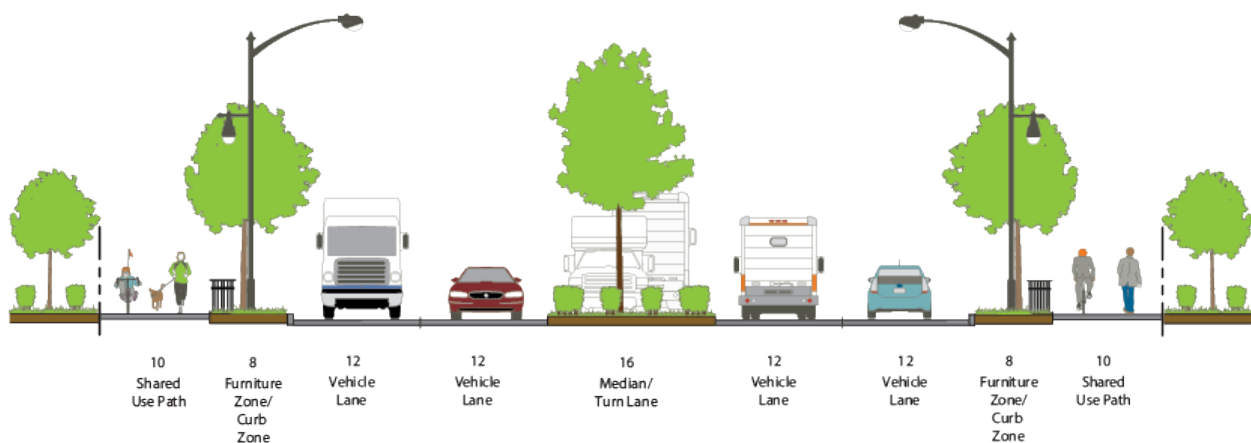 10
Shared
Use Path
8
Furniture
Zone/
Curb
Zone
12
Vehicle
Lane
12
Vehicle
Lane
16
Median/
Turn Lane
12
Vehicle
Lane
12
Vehicle
Lane
8
Furniture
Zone/
Curb
Zone
10
Shared
Use Path